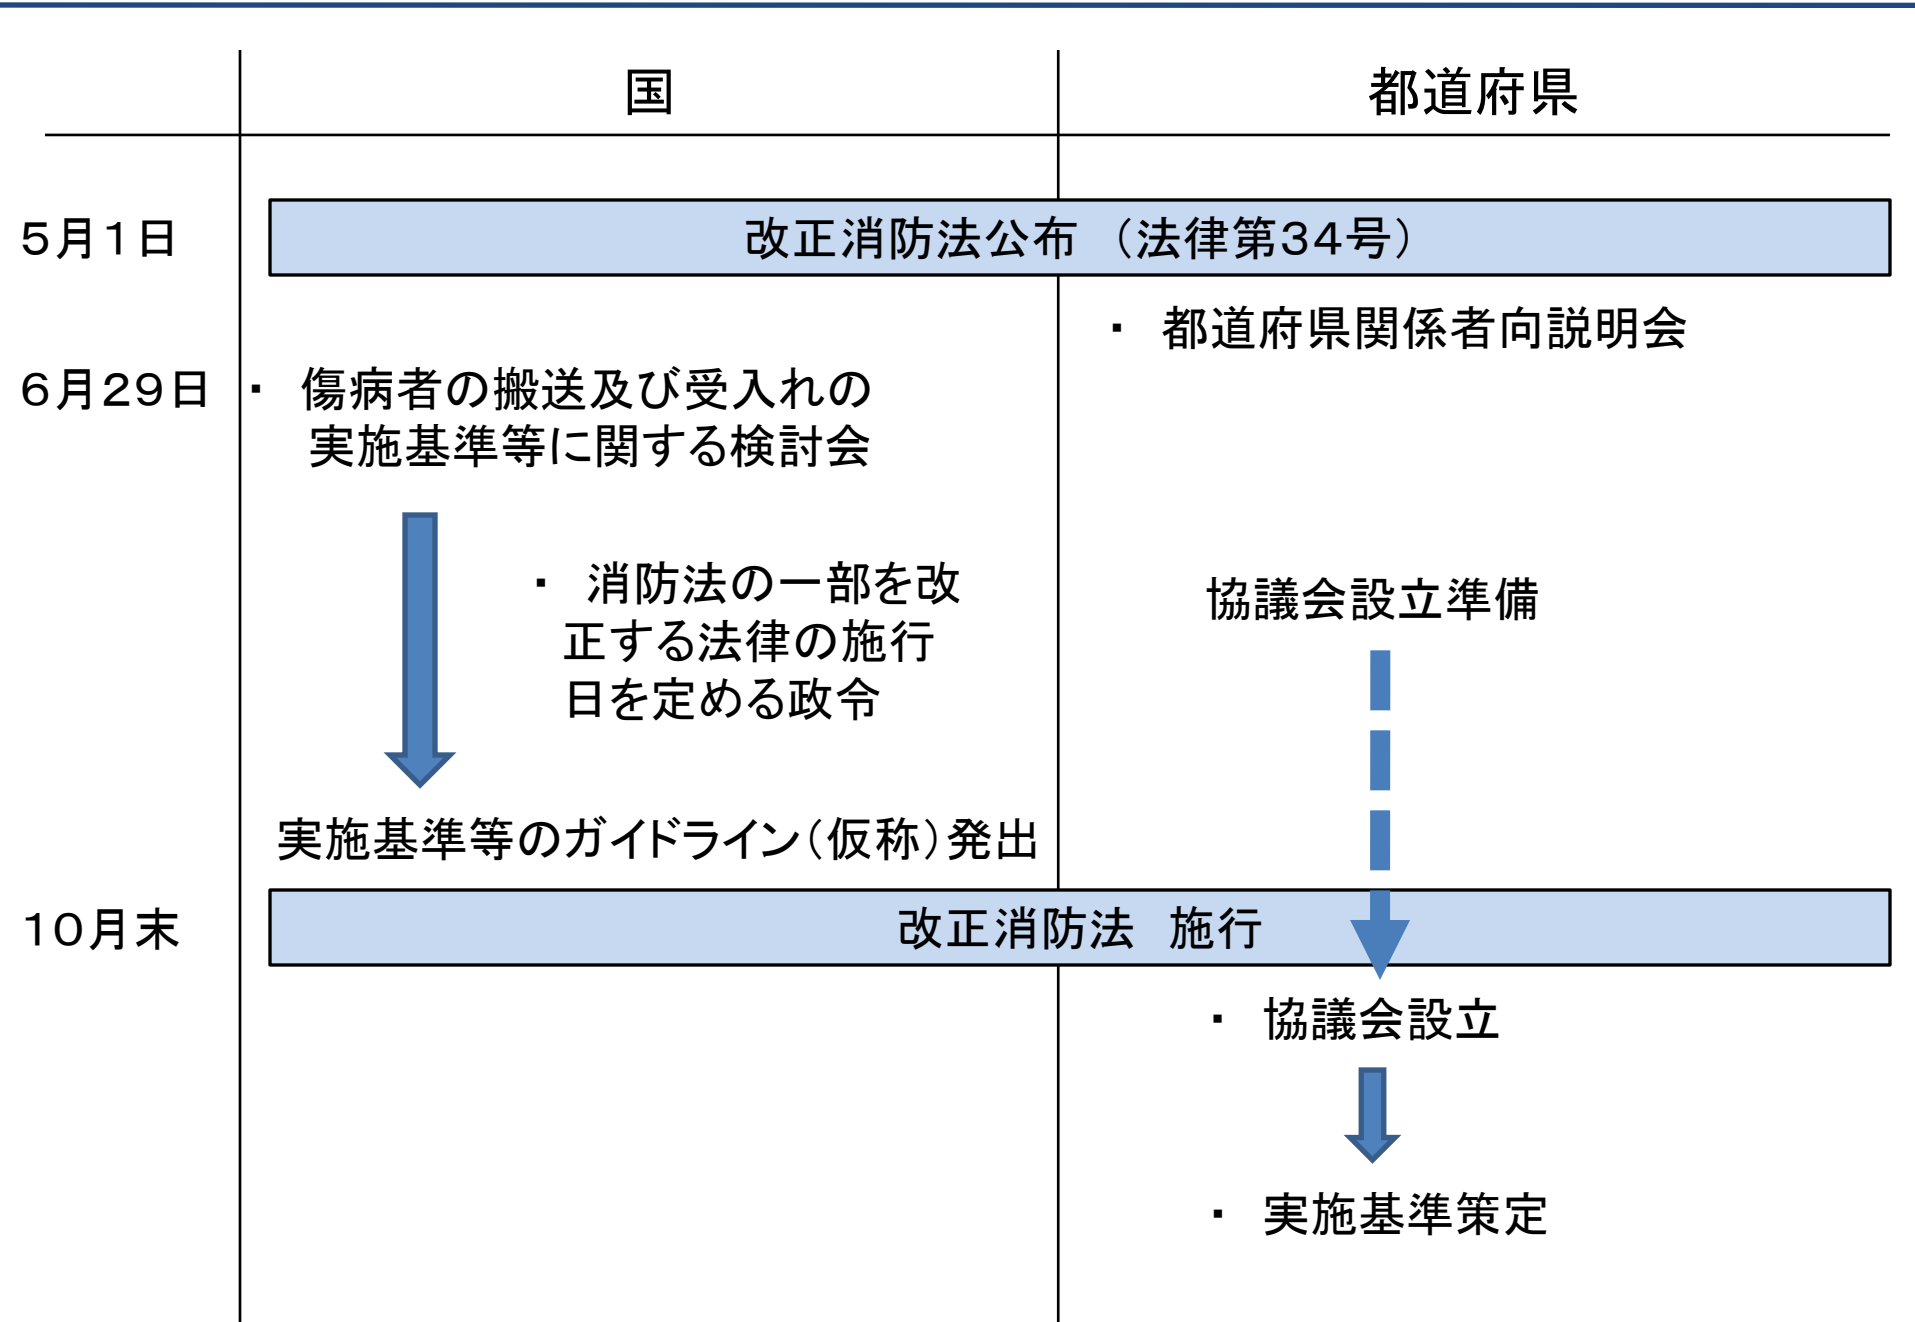 国
都道府県
5月1日
改正消防法公布 (法律第34号)
・ 都道府県関係者向説明会
6月29日
・ 傷病者の搬送及び受入れの
実施基準等に関する検討会
・ 消防法の一部を改
正する法律の施行
日を定める政令
協議会設立準備
実施基準等のガイドライン(仮称)発出
10月末
改正消防法 施行
・ 協議会設立
・ 実施基準策定